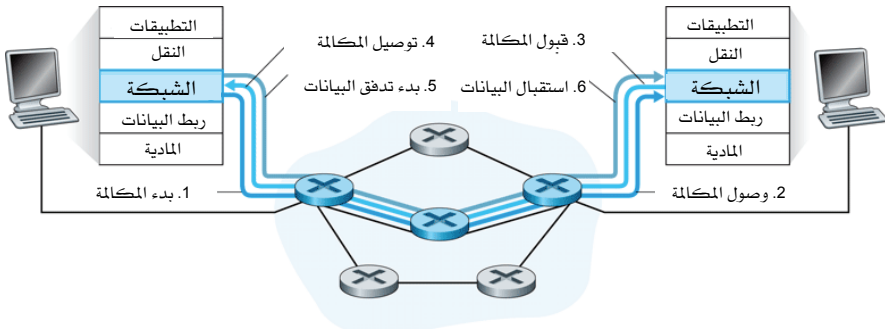 التطبيقات
النقل
الشبكة
ربط البيانات
المادية
4. توصيل المكالمة
5. بدء تدفق البيانات
1. بدء المكالمة
3. قبول المكالمة
6. استقبال البيانات
2. وصول المكالمة
التطبيقات
النقل
الشبكة
ربط البيانات
المادية